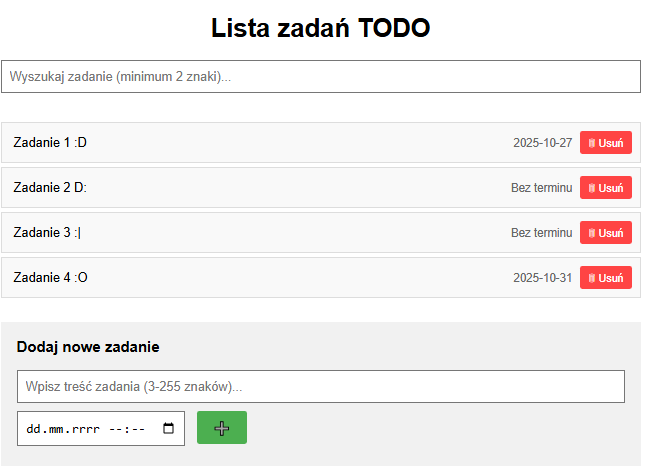 Lista zadań TODO
Wyszukaj zadanie (minimum 2 znaki)...
Zadanie 1 :D 2025-10-27 Usuń
Zadanie 2 D: Bez terminu Usuń
Zadanie 3 :| Bez terminu Usuń
Zadanie 4 :O 2025-10-31 Usuń
Dodaj nowe zadanie
Wpisz treść zadania (3-255 znaków)...
dd.mm.rrrr --:--